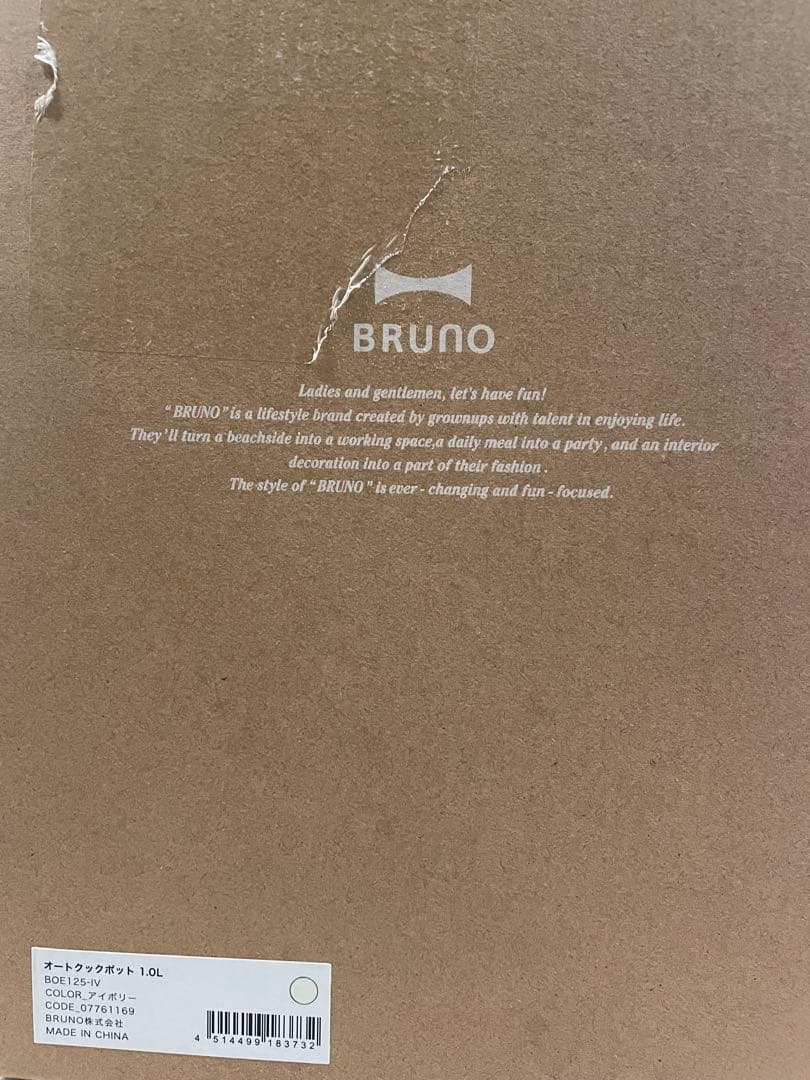 BRUNO
Ladies and gentlemen, let's have fun!
"BRUNO" is a lifestyle brand created by grownups with talent in enjoying life.
They'll turn a beachside into a working space,a daily meal into a party, and an interior
decoration into a part of their fashion .
The style of "BRUNO" is ever - changing and fun - focused.
オートクックポット 1.0L
BOE125-IV
COLOR_アイボリー
CODE_07761169
BRUNO株式会社
MADE IN CHINA
4 514499 183732